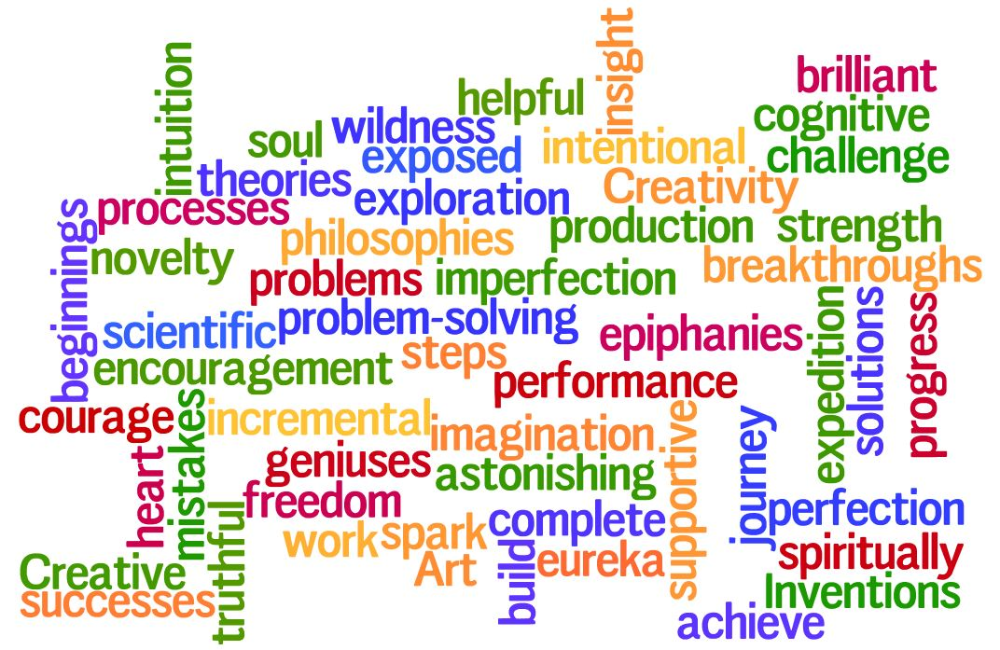 insight
intuition
brilliant
helpful
cognitive
wildness
soul
intentional
exposed
challenge
theories
Creativity
exploration
processes
production
strength
beginnings
philosophies
novelty
breakthroughs
problems
imperfection
problem-solving
scientific
epiphanies
expedition
solutions
progress
steps
encouragement
performance
courage
mistakes
incremental
imagination
supportive
journey
heart
geniuses
astonishing
freedom
perfection
complete
work
spark
truthful
build
eureka
spiritually
Art
Creative
Inventions
successes
achieve